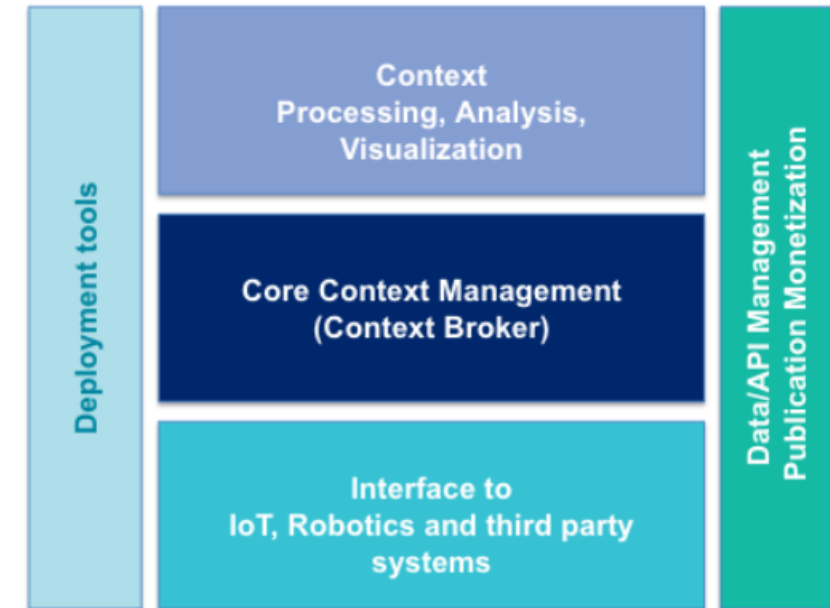 Deployment tools
Context
Processing, Analysis,
Visualization
Core Context Management
(Context Broker)
Interface to
IoT, Robotics and third party
systems
Data/API Management
Publication Monetization